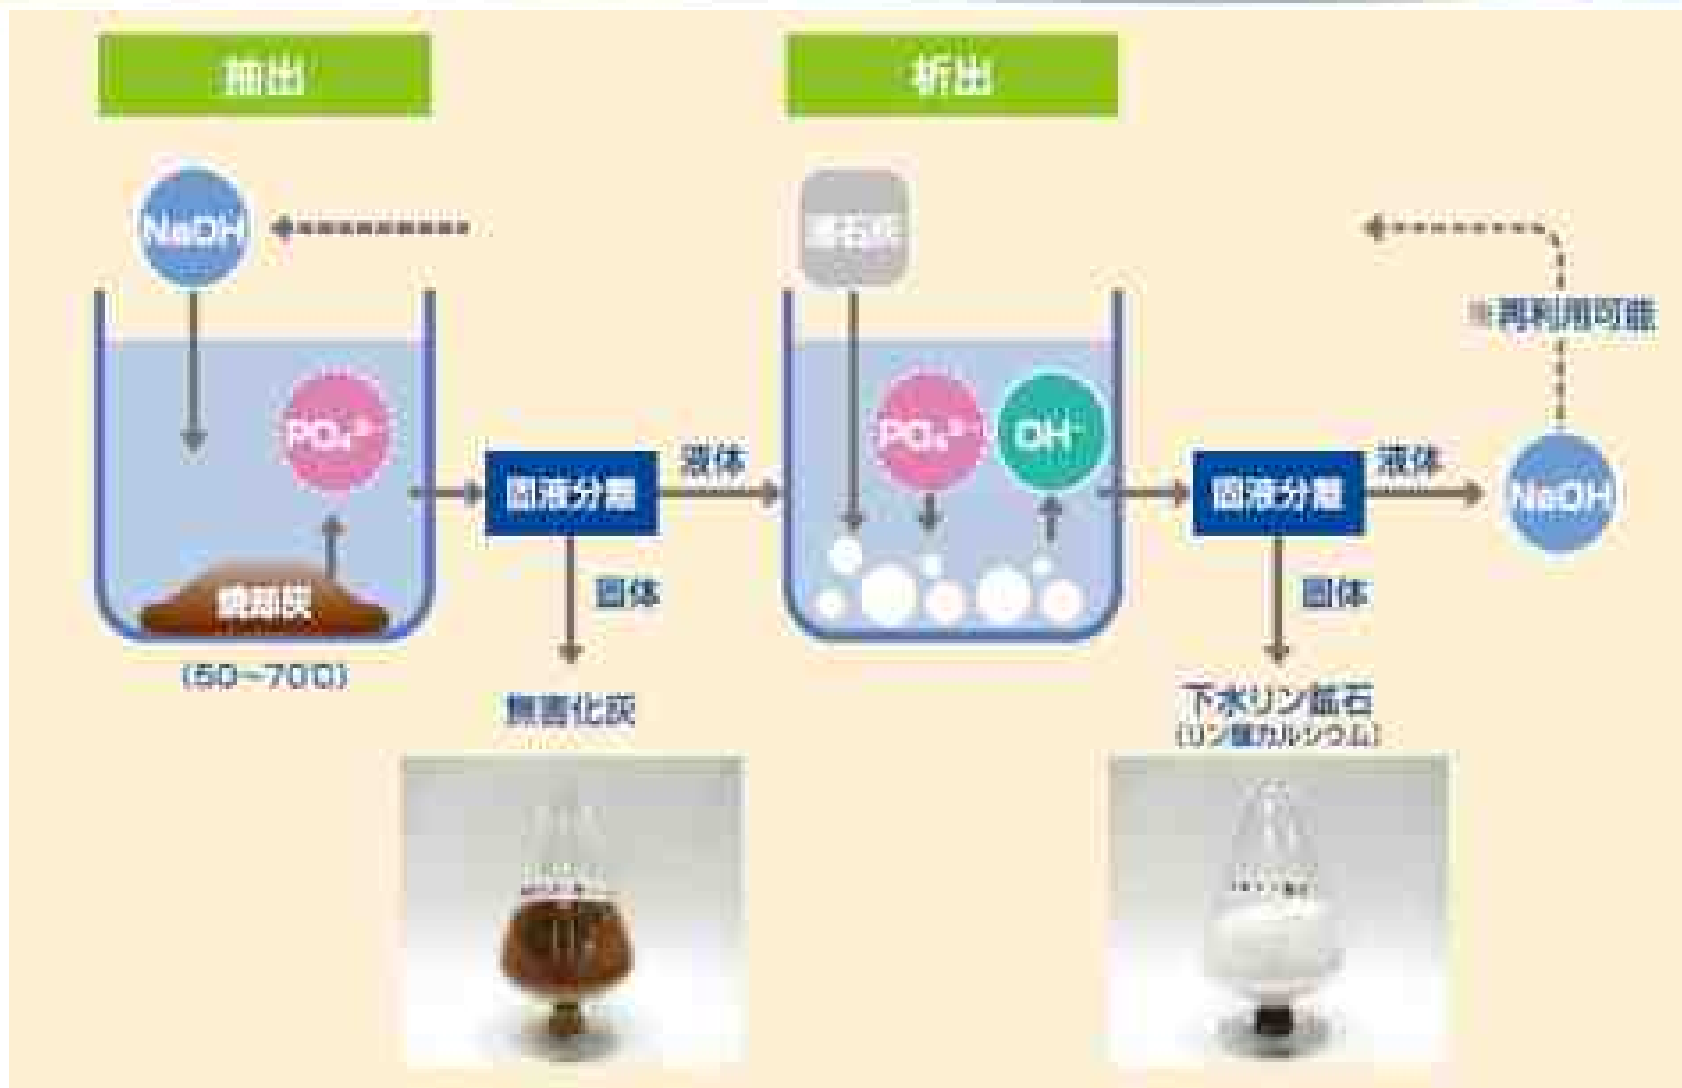 抽出
析出
NaOH
消石灰
※再利用可能
PO₄³⁻
PO₄³⁻
OH⁻
固液分離
液体
固液分離
液体
NaOH
焼却灰
固体
固体
(50~70℃)
無害化灰
下水リン鉱石
(リン酸カルシウム)